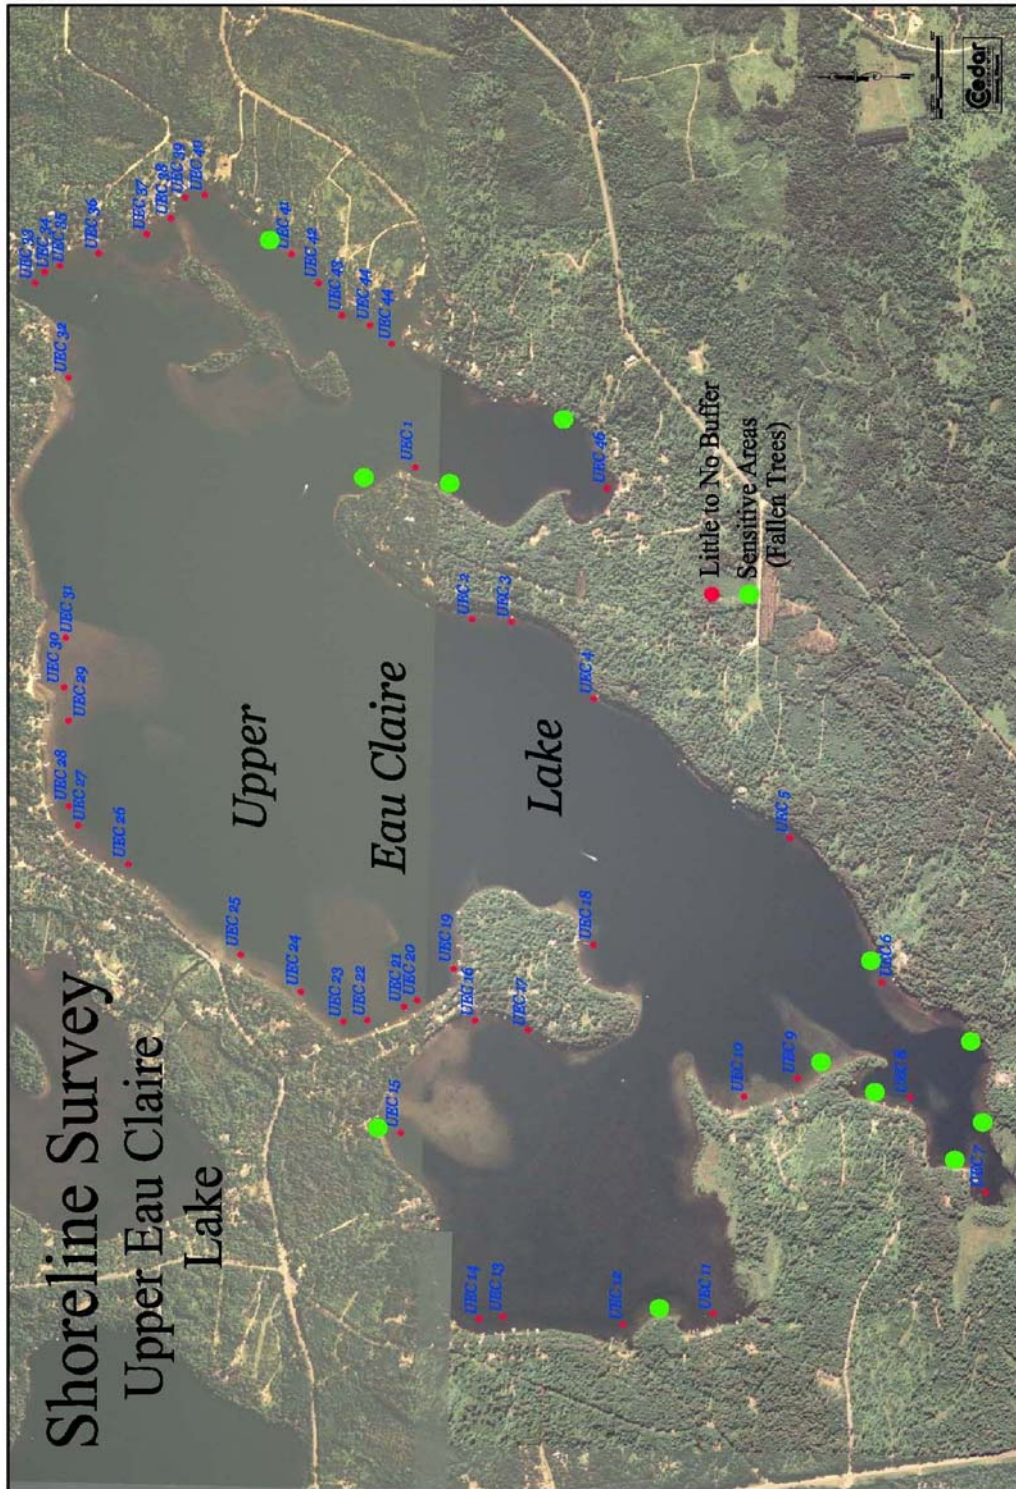 Shoreline Survey
Upper Eau Claire
Lake
Upper
Eau Claire
Lake
UEC 1
UEC 2
UEC 3
UEC 4
UEC 5
UEC 6
UEC 7
UEC 8
UEC 9
UEC 10
UEC 11
UEC 12
UEC 13
UEC 14
UEC 15
UEC 16
UEC 17
UEC 18
UEC 19
UEC 20
UEC 21
UEC 22
UEC 23
UEC 24
UEC 25
UEC 26
UEC 27
UEC 28
UEC 29
UEC 30
UEC 31
UEC 32
UEC 33
UEC 34
UEC 35
UEC 36
UEC 37
UEC 38
UEC 39
UEC 40
UEC 41
UEC 42
UEC 43
UEC 44
UEC 44
UEC 46
Little to No Buffer
Sensitive Areas
(Fallen Trees)
Cedar